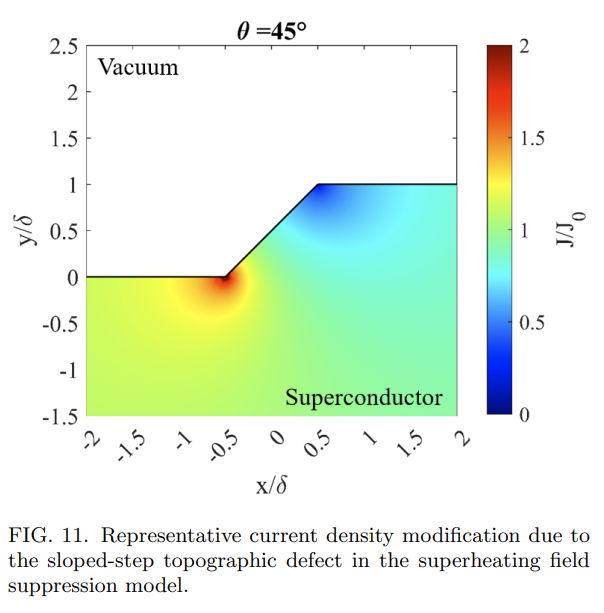 θ =45°
2.5
Vacuum
2
1.5
1
0.5
0
-0.5
-1
-1.5
y/δ
Superconductor
-2
-1.5
-1
-0.5
0
0.5
1
1.5
2
x/δ
2
1.5
1
0.5
0
J/J₀
FIG. 11. Representative current density modification due to
the sloped-step topographic defect in the superheating field
suppression model.